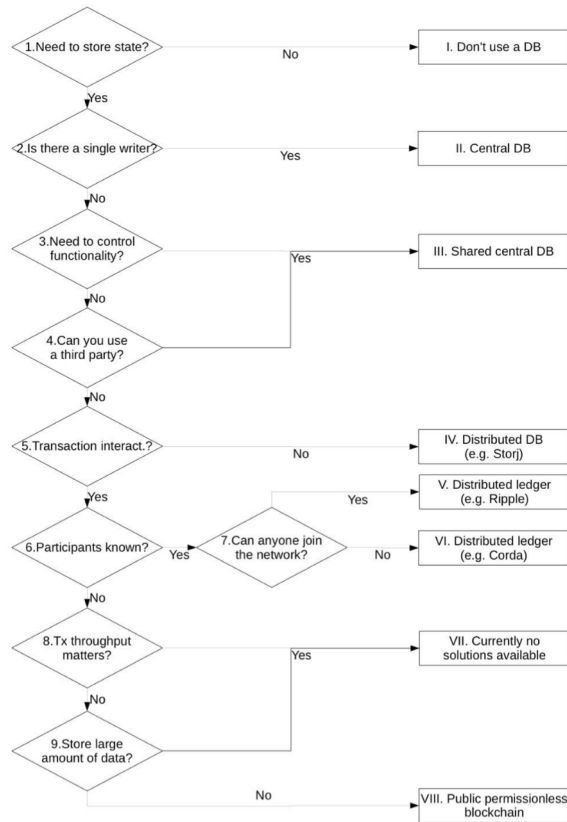 1.Need to store state?
No
I. Don't use a DB
Yes
2.Is there a single writer?
Yes
II. Central DB
No
3.Need to control
functionality?
Yes
III. Shared central DB
No
4.Can you use
a third party?
No
5.Transaction interact.?
No
IV. Distributed DB
(e.g. Storj)
Yes
V. Distributed ledger
(e.g. Ripple)
Yes
6.Participants known?
Yes
7.Can anyone join
the network?
No
VI. Distributed ledger
(e.g. Corda)
No
8.Tx throughput
matters?
Yes
VII. Currently no
solutions available
No
9.Store large
amount of data?
No
VIII. Public permissionless
blockchain